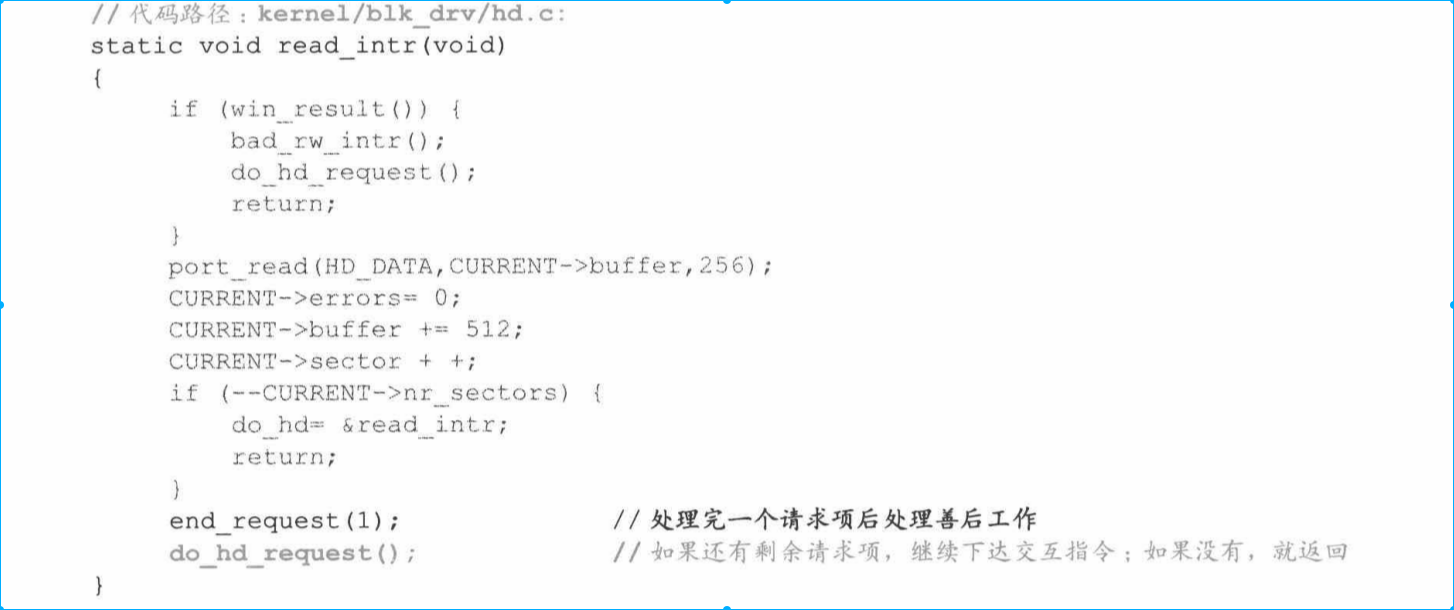 // 代码路径：kernel/blk_drv/hd.c:
static void read_intr(void)
{
if (win_result()) {
bad_rw_intr();
do_hd_request();
return;
}
port_read(HD_DATA,CURRENT->buffer,256);
CURRENT->errors= 0;
CURRENT->buffer += 512;
CURRENT->sector + +;
if (--CURRENT->nr_sectors) {
do_hd= &read_intr;
return;
}
end_request(1); // 处理完一个请求项后处理善后工作
do_hd_request(); // 如果还有剩余请求项，继续下达交互指令；如果没有，就返回
}